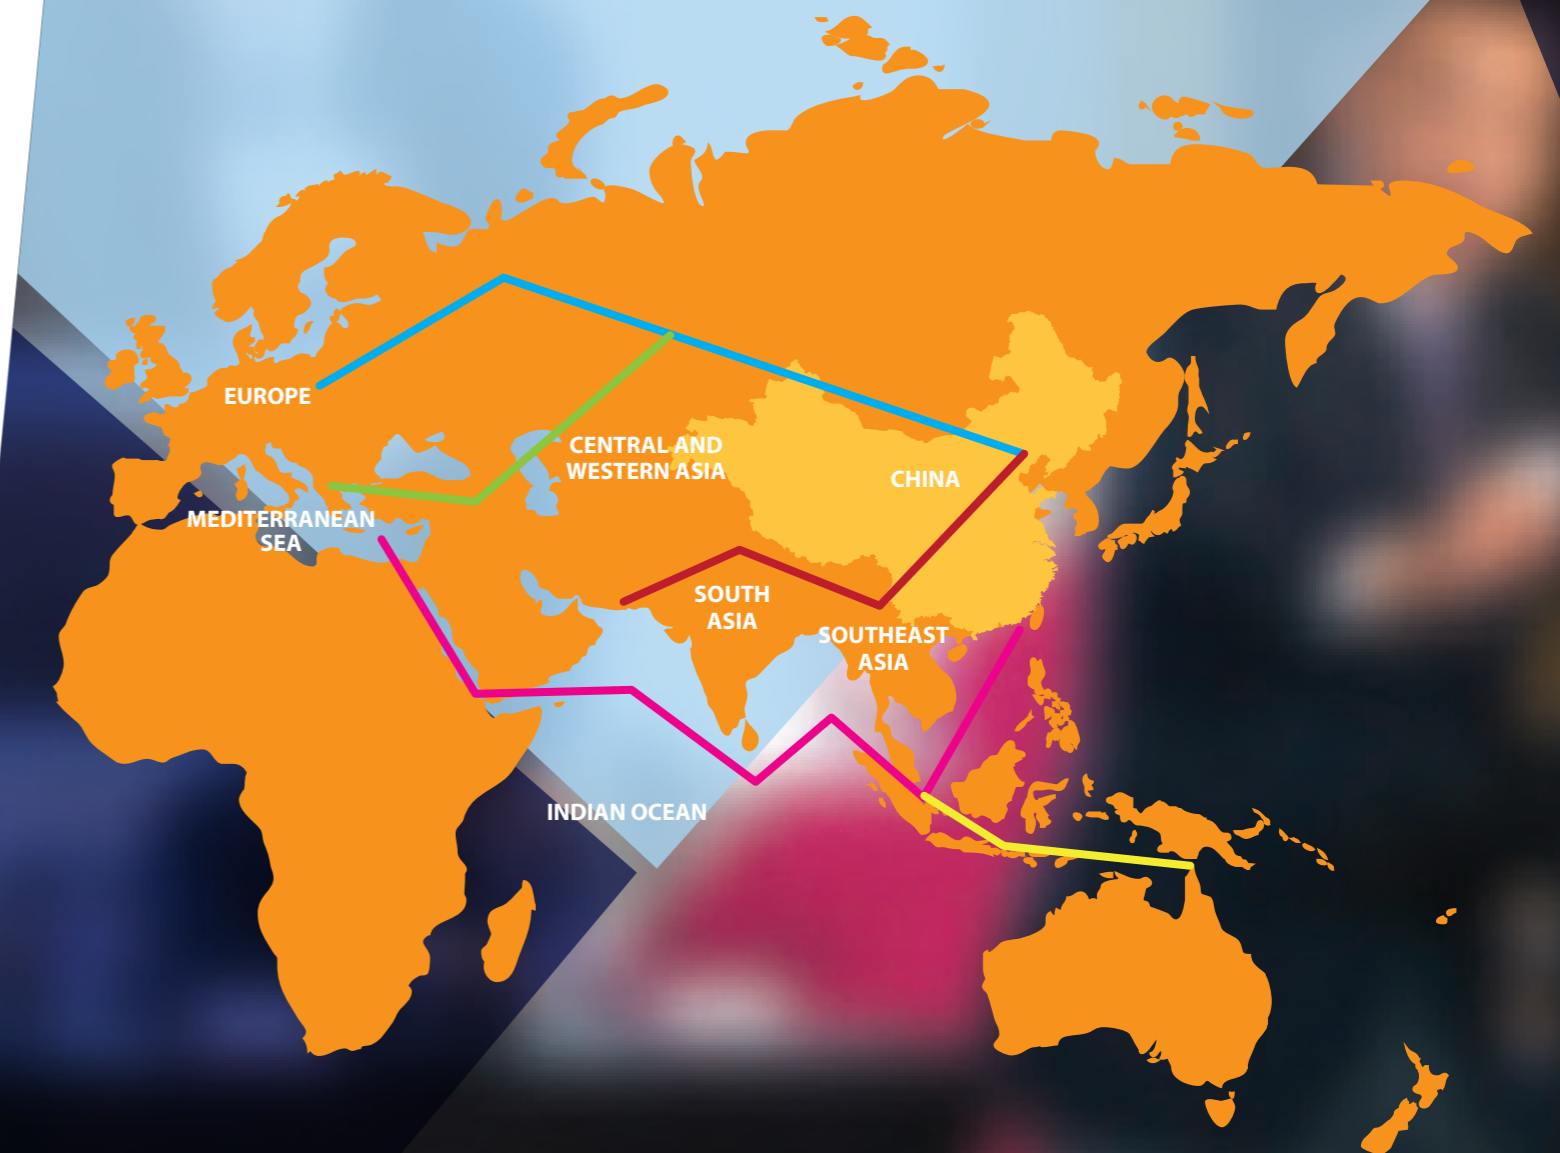 EUROPE
CENTRAL AND
WESTERN ASIA
CHINA
MEDITERRANEAN
SEA
SOUTH
ASIA
SOUTHEAST
ASIA
INDIAN OCEAN